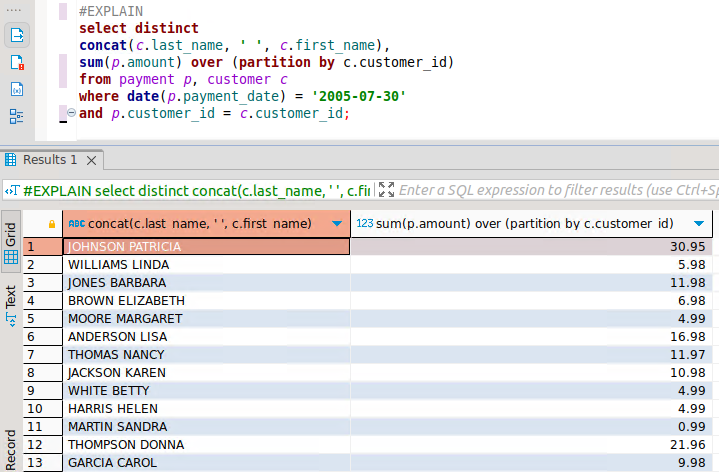 #EXPLAIN
select distinct
concat(c.last_name, ' ', c.first_name),
sum(p.amount) over (partition by c.customer_id)
from payment p, customer c
where date(p.payment_date) = '2005-07-30'
and p.customer_id = c.customer_id;
Results 1
#EXPLAIN select distinct concat(c.last_name, ' ', c.fir
Enter a SQL expression to filter results (use Ctrl+Sp
Grid
Text
Record
ABC concat(c.last_name, ' ', c.first_name) 123 sum(p.amount) over (partition by c.customer_id)
1 JOHNSON PATRICIA 30.95
2 WILLIAMS LINDA 5.98
3 JONES BARBARA 11.98
4 BROWN ELIZABETH 6.98
5 MOORE MARGARET 4.99
6 ANDERSON LISA 16.98
7 THOMAS NANCY 11.97
8 JACKSON KAREN 10.98
9 WHITE BETTY 4.99
10 HARRIS HELEN 4.99
11 MARTIN SANDRA 0.99
12 THOMPSON DONNA 21.96
13 GARCIA CAROL 9.98